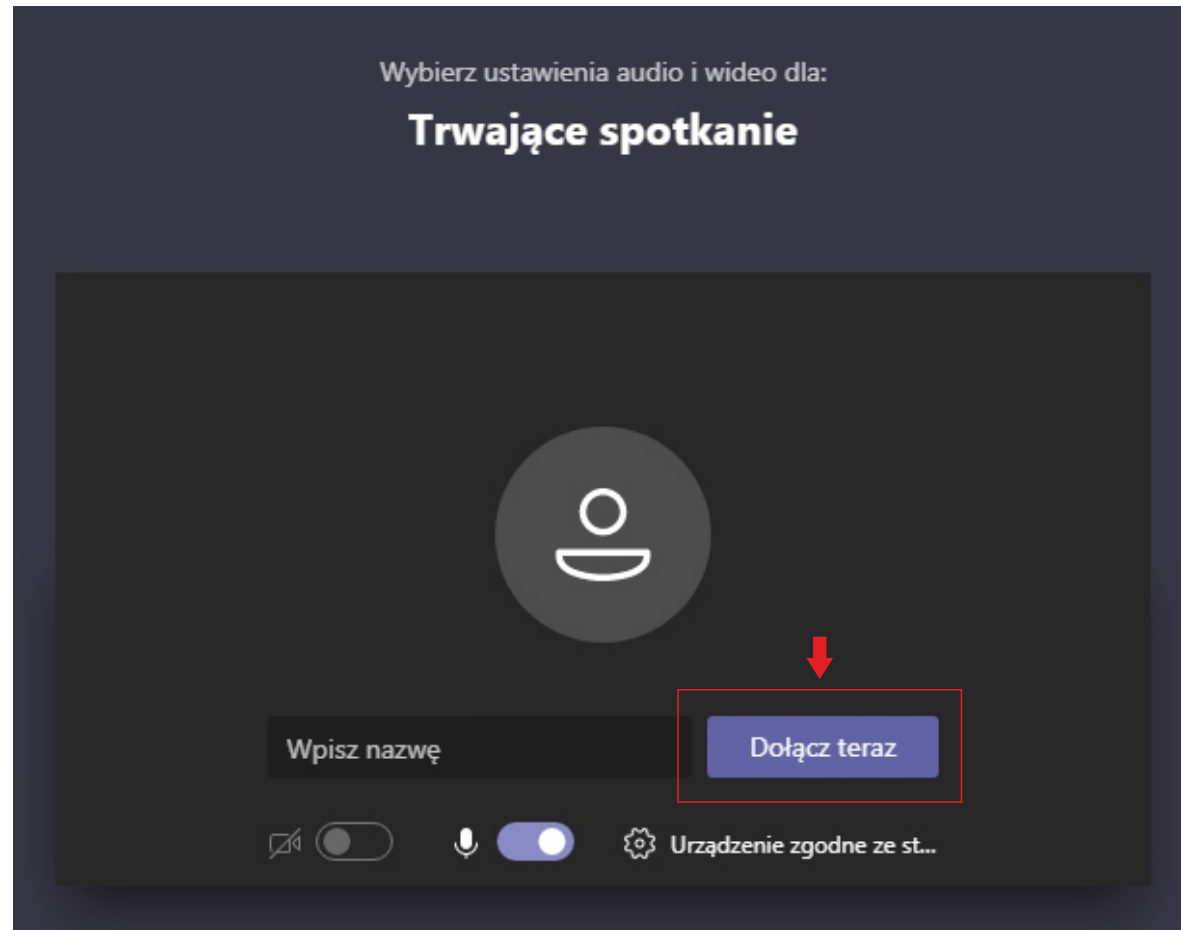 Wybierz ustawienia audio i wideo dla:
Trwające spotkanie
Wpisz nazwę
Dołącz teraz
Urządzenie zgodne ze st...